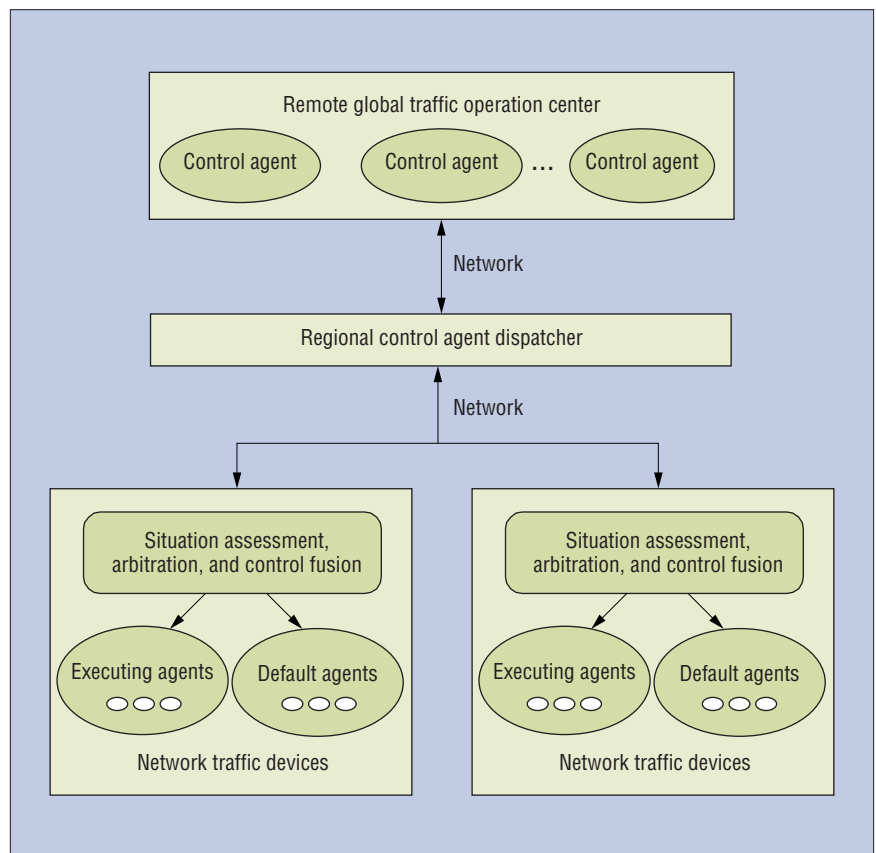 Remote global traffic operation center
Control agent
Control agent
...
Control agent
Network
Regional control agent dispatcher
Network
Situation assessment,
arbitration, and control fusion
Executing agents
Default agents
Network traffic devices
Situation assessment,
arbitration, and control fusion
Executing agents
Default agents
Network traffic devices